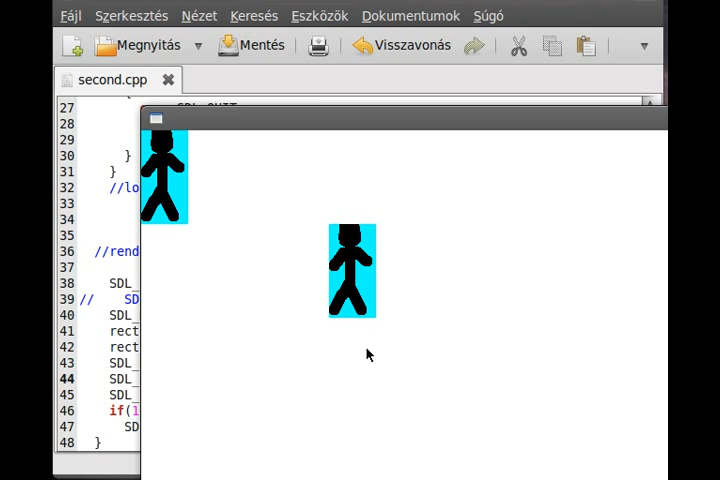 Fájl Szerkesztés Nézet Keresés Eszközök Dokumentumok Súgó
Megnyitás Mentés Visszavonás
second.cpp
27
28
29
30 }
31 }
32 //lo
33
34
35
36 //rend
37
38 SDL_
39 // SD
40 SDL_
41 rect
42 rect
43 SDL_
44 SDL_
45 SDL_
46 if(1
47 SD
48 }